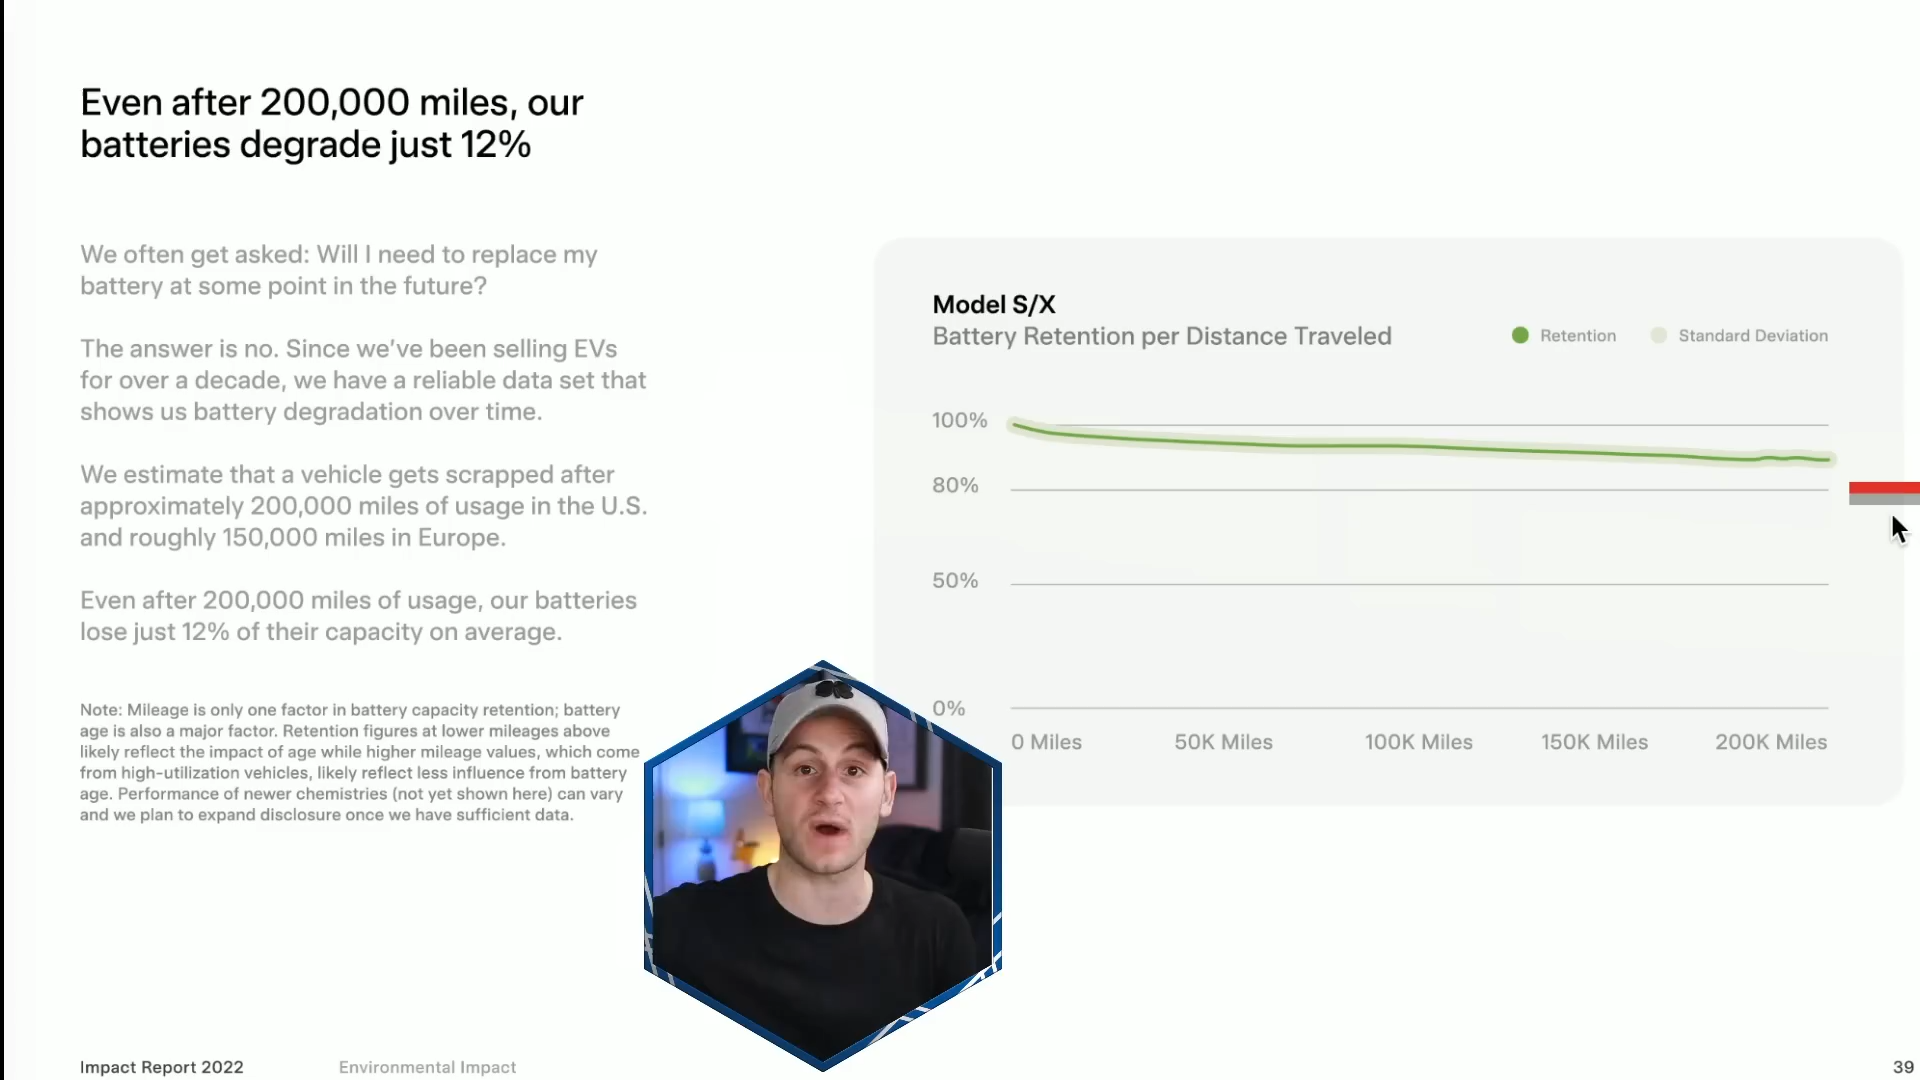 Even after 200,000 miles, our
batteries degrade just 12%
We often get asked: Will I need to replace my
battery at some point in the future?
The answer is no. Since we've been selling EVs
for over a decade, we have a reliable data set that
shows us battery degradation over time.
We estimate that a vehicle gets scrapped after
approximately 200,000 miles of usage in the U.S.
and roughly 150,000 miles in Europe.
Even after 200,000 miles of usage, our batteries
lose just 12% of their capacity on average.
Note: Mileage is only one factor in battery capacity retention; battery
age is also a major factor. Retention figures at lower mileages above
likely reflect the impact of age while higher mileage values, which come
from high-utilization vehicles, likely reflect less influence from battery
age. Performance of newer chemistries (not yet shown here) can vary
and we plan to expand disclosure once we have sufficient data.
Model S/X
Battery Retention per Distance Traveled
Retention
Standard Deviation
100%
80%
50%
0%
0 Miles
50K Miles
100K Miles
150K Miles
200K Miles
Impact Report 2022
Environmental Impact
39